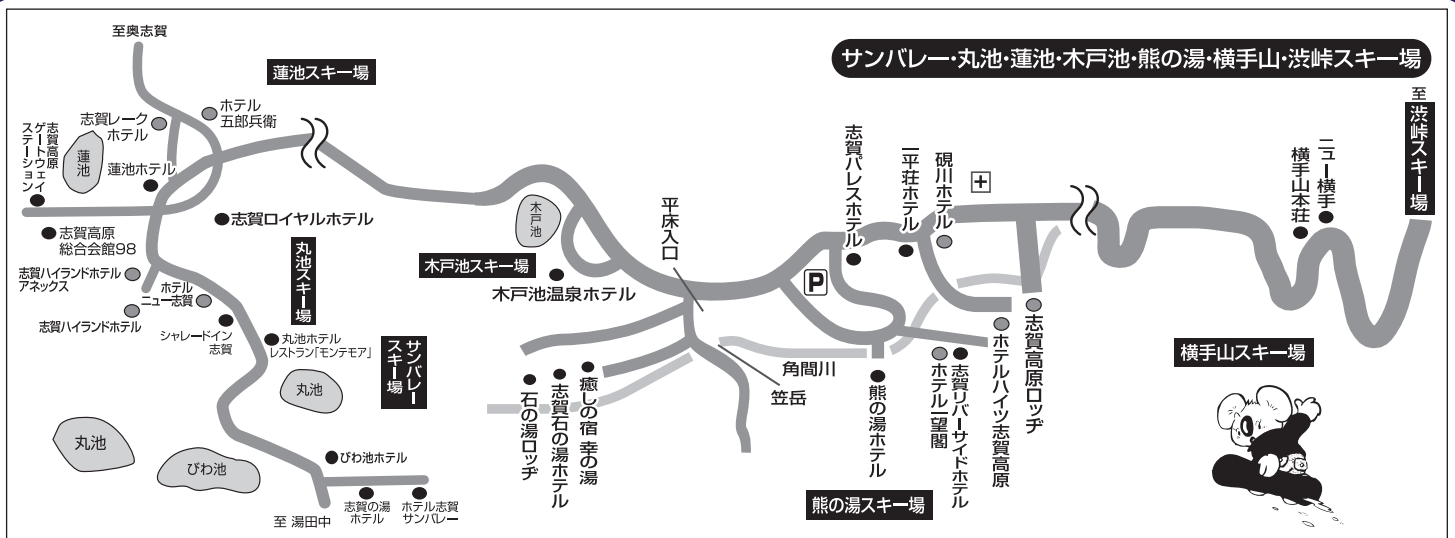 サンバレー・丸池・蓮池・木戸池・熊の湯・横手山・渋峠スキー場
至奥志賀
蓮池スキー場
ホテル
五郎兵衛
志賀レーク
ホテル
志賀高原
ゲートウェイ
ステーション
蓮池
蓮池ホテル
志賀ロイヤルホテル
志賀高原
総合会館98
志賀ハイランドホテル
アネックス
志賀ハイランドホテル
ホテル
ニュー志賀
シャレードイン
志賀
丸池スキー場
丸池ホテル
レストラン「モンテモア」
サンバレー
スキー場
丸池
丸池
びわ池
びわ池ホテル
至 湯田中
志賀の湯
ホテル
ホテル志賀
サンバレー
木戸池
木戸池スキー場
木戸池温泉ホテル
平床入口
石の湯ロッヂ
志賀石の湯ホテル
癒しの宿 幸の湯
笠岳
角間川
P
志賀パレスホテル
一平荘ホテル
硯川ホテル
熊の湯ホテル
熊の湯スキー場
ホテル一望閣
志賀リバーサイドホテル
ホテルハイツ志賀高原
志賀高原ロッヂ
横手山本荘
ニュー横手
至
渋峠スキー場
横手山スキー場